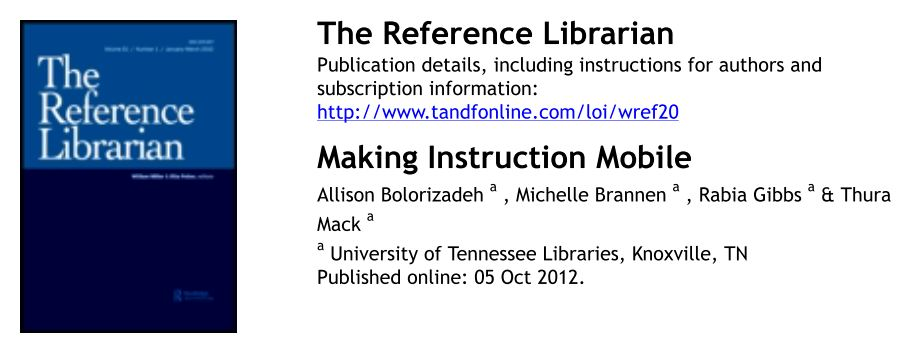 The
Reference
Librarian
The Reference Librarian
Publication details, including instructions for authors and
subscription information:
http://www.tandfonline.com/loi/wref20
Making Instruction Mobile
Allison Bolorizadeh a , Michelle Brannen a , Rabia Gibbs a & Thura
Mack a
a University of Tennessee Libraries, Knoxville, TN
Published online: 05 Oct 2012.